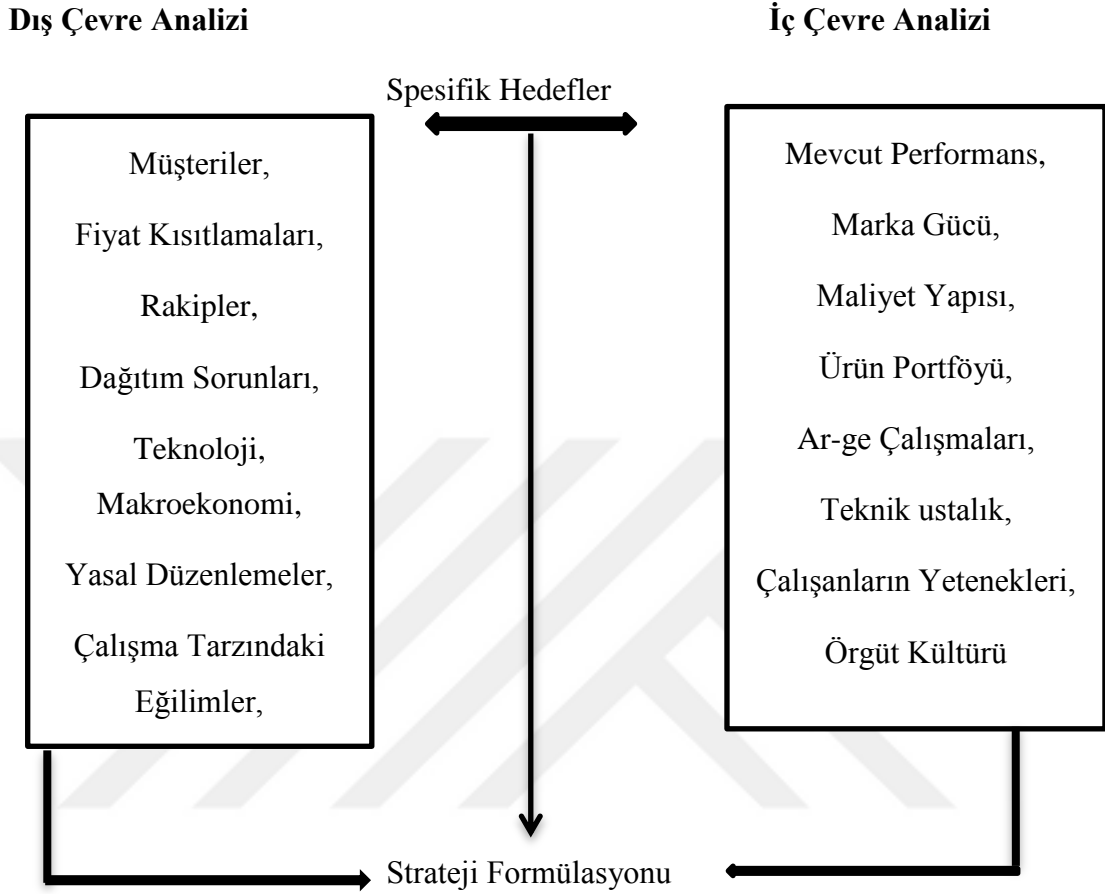 Dış Çevre Analizi
İç Çevre Analizi
Spesifik Hedefler
Müşteriler,
Fiyat Kısıtlamaları,
Rakipler,
Dağıtım Sorunları,
Teknoloji,
Makroekonomi,
Yasal Düzenlemeler,
Çalışma Tarzındaki
Eğilimler,
Mevcut Performans,
Marka Gücü,
Maliyet Yapısı,
Ürün Portföyü,
Ar-ge Çalışmaları,
Teknik ustalık,
Çalışanların Yetenekleri,
Örgüt Kültürü
Strateji Formülasyonu